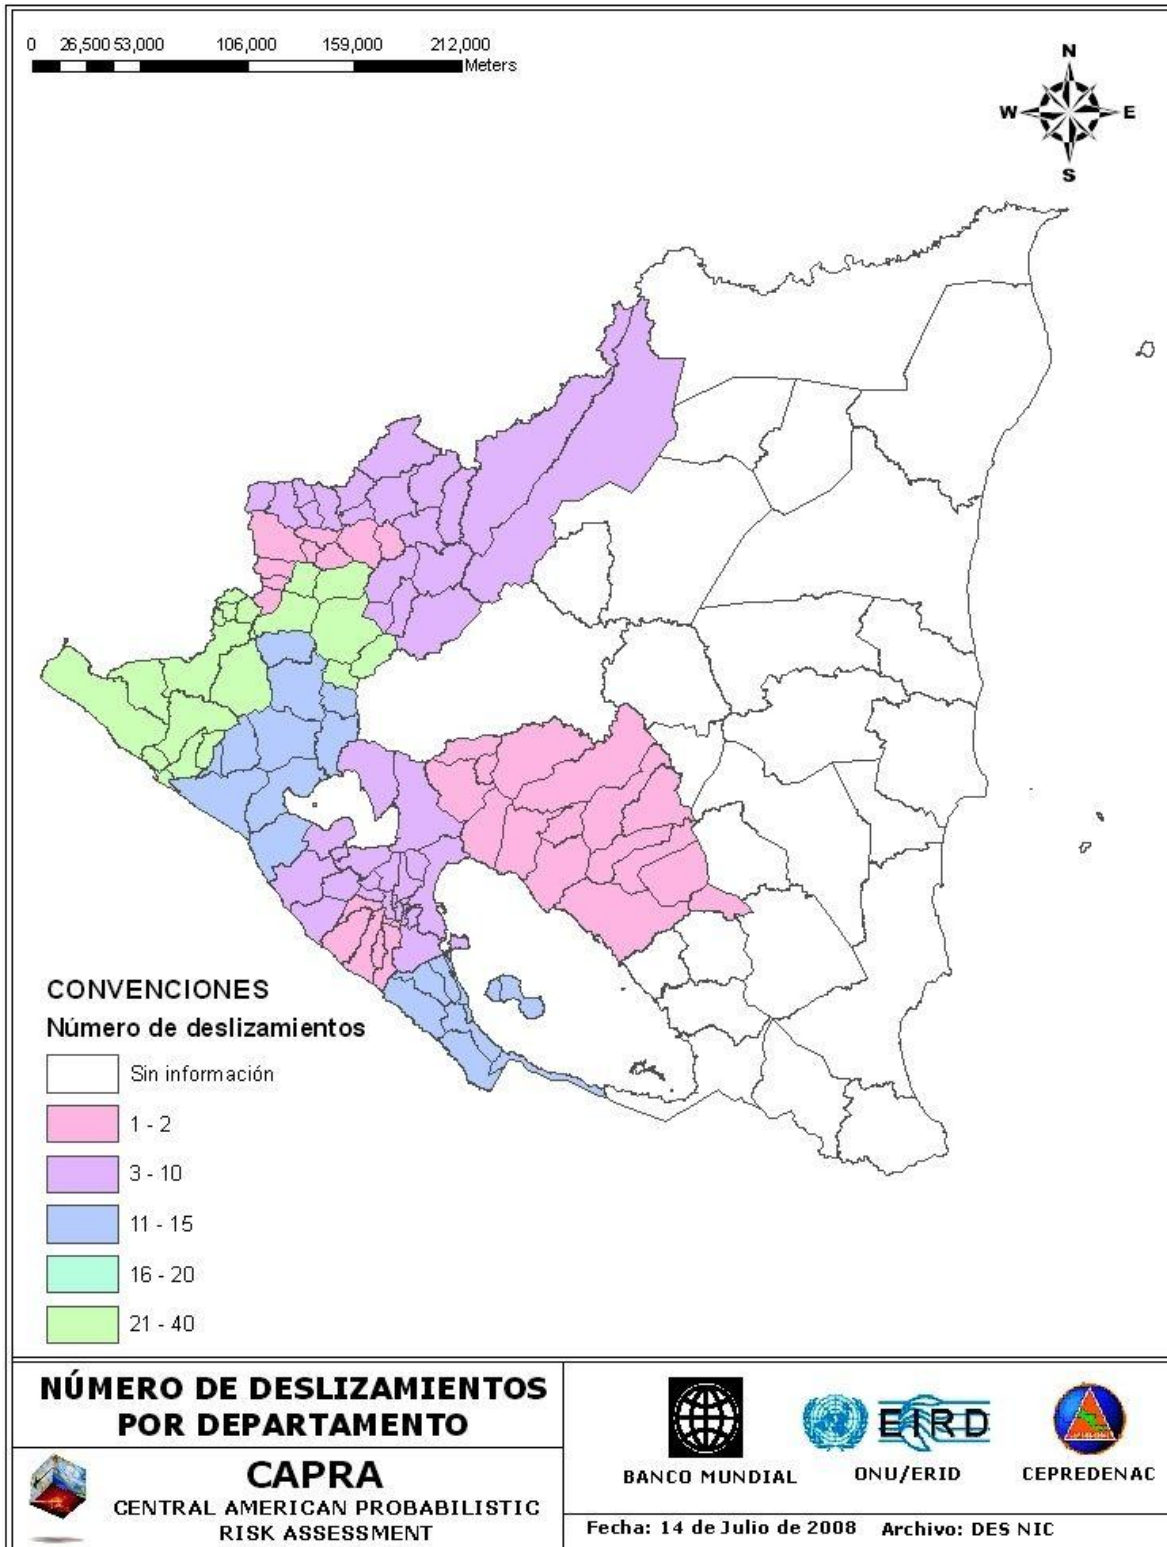 0 26,500 53,000 106,000 159,000 212,000
Meters
N
W E
S
CONVENCIONES
Número de deslizamientos
Sin información
1 - 2
3 - 10
11 - 15
16 - 20
21 - 40
NÚMERO DE DESLIZAMIENTOS
POR DEPARTAMENTO
CAPRA
CENTRAL AMERICAN PROBABILISTIC
RISK ASSESSMENT
EIRD
BANCO MUNDIAL
ONU/ERID
CEPREDENAC
Fecha: 14 de Julio de 2008 Archivo: DES NIC